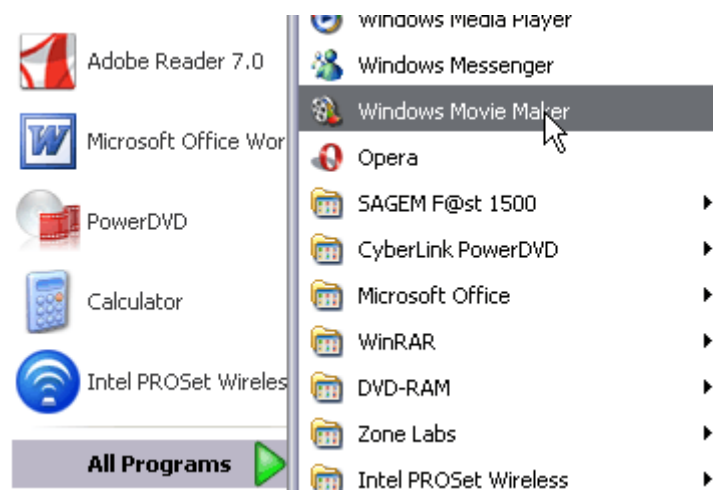 Adobe Reader 7.0
Microsoft Office Wor
PowerDVD
Calculator
Intel PROSet Wireles
All Programs
Windows Media Player
Windows Messenger
Windows Movie Maker
Opera
SAGEM F@st 1500
CyberLink PowerDVD
Microsoft Office
WinRAR
DVD-RAM
Zone Labs
Intel PROSet Wireless